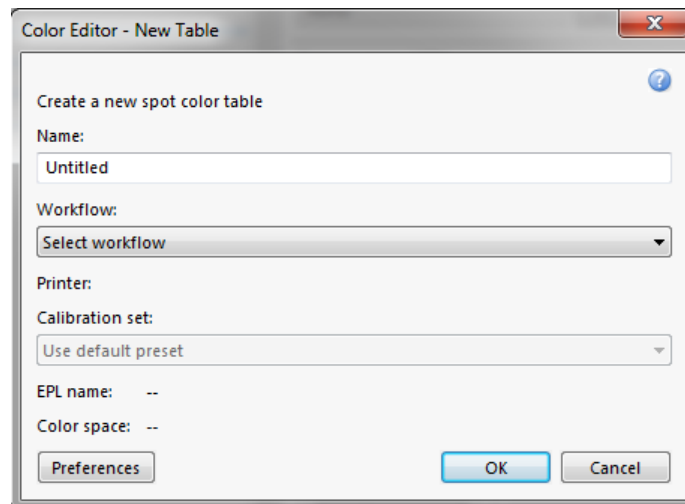 Color Editor - New Table
Create a new spot color table
Name:
Untitled
Workflow:
Select workflow
Printer:
Calibration set:
Use default preset
EPL name: --
Color space: --
Preferences OK Cancel